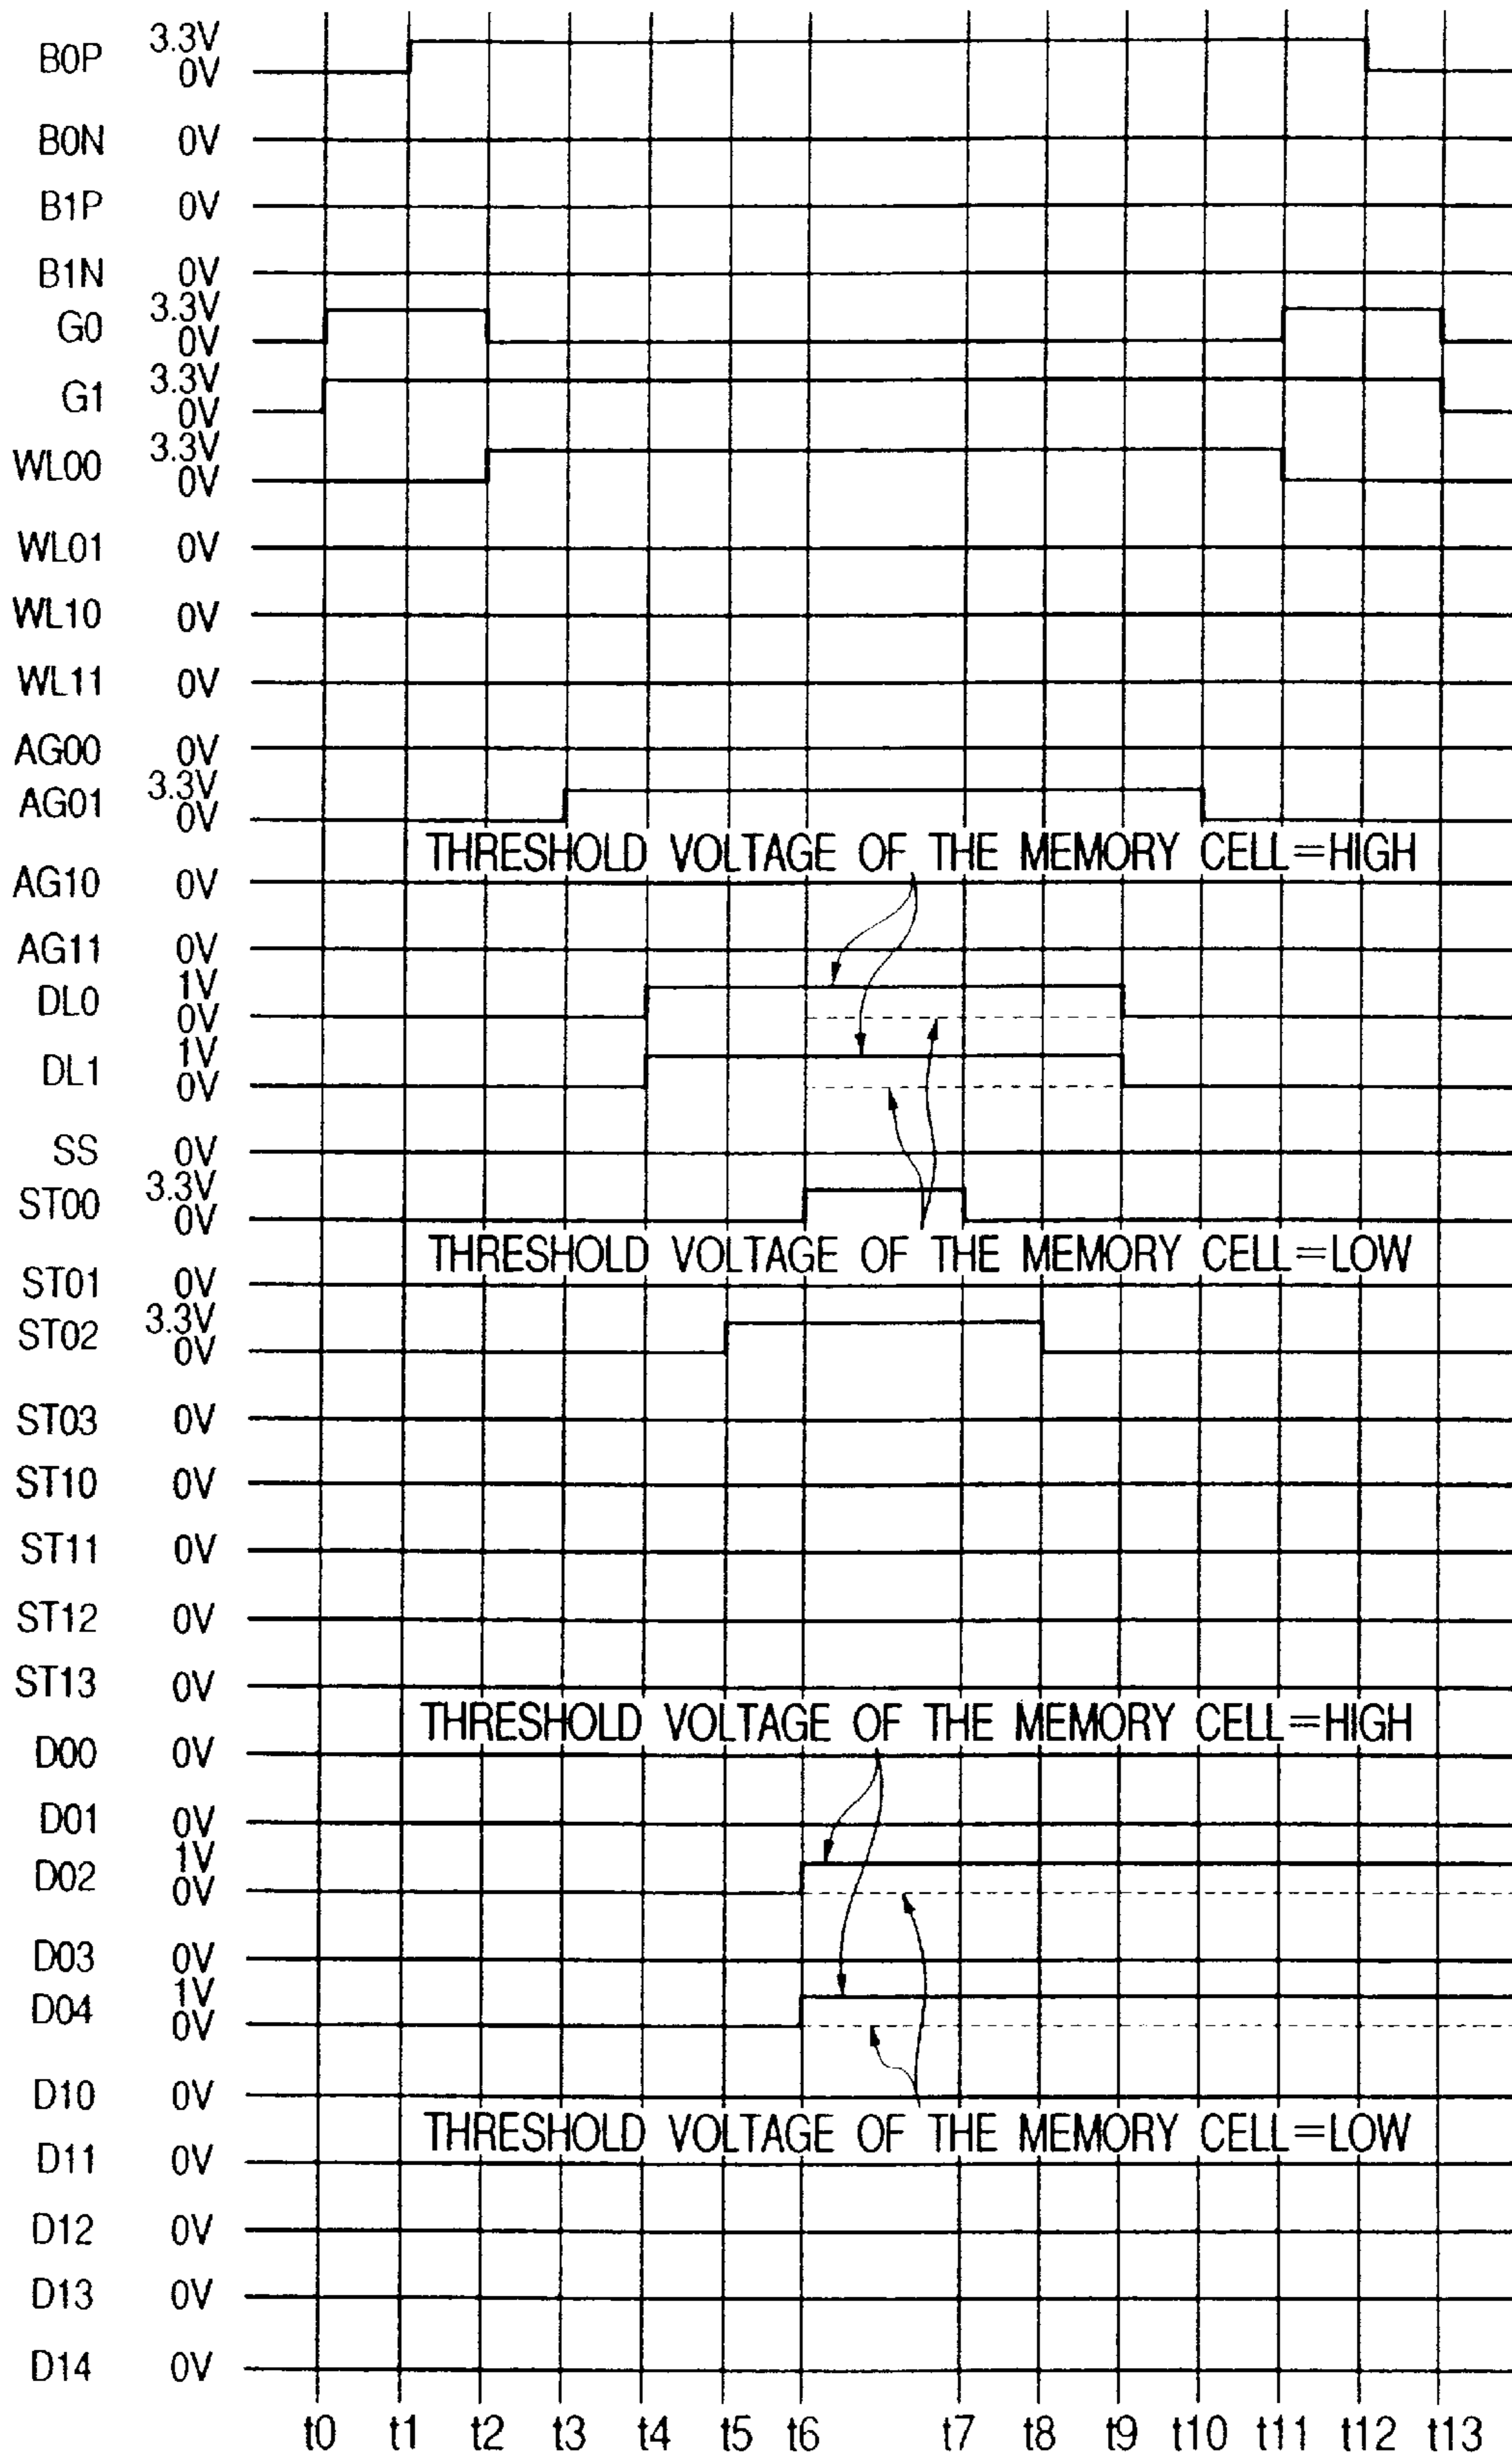 B0P 3.3V
0V
B0N 0V
B1P 0V
B1N 0V
G0 3.3V
0V
G1 3.3V
0V
WL00 3.3V
0V
WL01 0V
WL10 0V
WL11 0V
AG00 0V
AG01 3.3V
0V
THRESHOLD VOLTAGE OF THE MEMORY CELL=HIGH
AG10 0V
AG11 0V
DL0 1V
0V
DL1 1V
0V
SS 0V
ST00 3.3V
0V
THRESHOLD VOLTAGE OF THE MEMORY CELL=LOW
ST01 0V
ST02 3.3V
0V
ST03 0V
ST10 0V
ST11 0V
ST12 0V
ST13 0V
THRESHOLD VOLTAGE OF THE MEMORY CELL=HIGH
D00 0V
D01 0V
D02 1V
0V
D03 0V
D04 1V
0V
D10 0V
THRESHOLD VOLTAGE OF THE MEMORY CELL=LOW
D11 0V
D12 0V
D13 0V
D14 0V
t0 t1 t2 t3 t4 t5 t6 t7 t8 t9 t10 t11 t12 t13